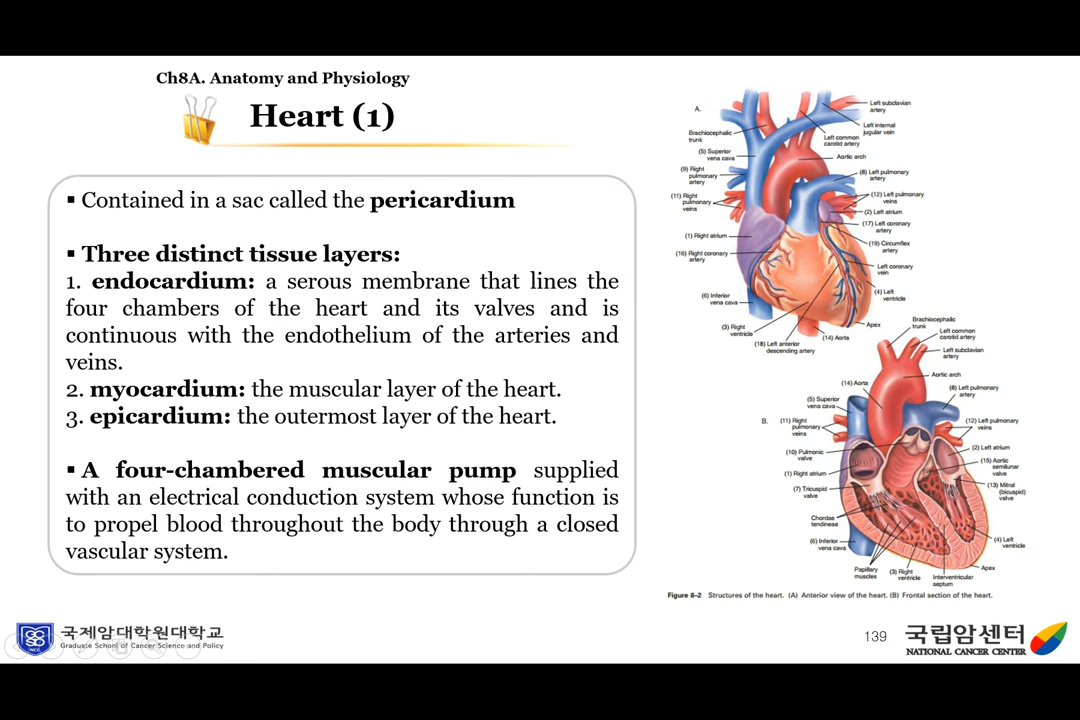 Ch8A. Anatomy and Physiology
Heart (1)
▪ Contained in a sac called the pericardium
▪ Three distinct tissue layers:
1. endocardium: a serous membrane that lines the
four chambers of the heart and its valves and is
continuous with the endothelium of the arteries and
veins.
2. myocardium: the muscular layer of the heart.
3. epicardium: the outermost layer of the heart.
▪ A four-chambered muscular pump supplied
with an electrical conduction system whose function is
to propel blood throughout the body through a closed
vascular system.
A.
Brachiocephalic
trunk
(5) Superior
vena cava
(9) Right
pulmonary
artery
(11) Right
pulmonary
veins
(1) Right atrium
(16) Right coronary
artery
(6) Inferior
vena cava
(3) Right
ventricle
(18) Left anterior
descending artery
(14) Aorta
Left subclavian
artery
Left internal
jugular vein
Left common
carotid artery
Aortic arch
(8) Left pulmonary
artery
(12) Left pulmonary
veins
(2) Left atrium
(17) Left coronary
artery
(19) Circumflex
artery
Left coronary
vein
(4) Left
ventricle
Apex
B.
Brachiocephalic
trunk
Left common
carotid artery
Left subclavian
artery
Aortic arch
(14) Aorta
(8) Left pulmonary
artery
(5) Superior
vena cava
(11) Right
pulmonary
veins
(12) Left pulmonary
veins
(10) Pulmonic
valve
(2) Left atrium
(15) Aortic
semilunar
valve
(1) Right atrium
(13) Mitral
(bicuspid)
valve
(7) Tricuspid
valve
Chordae
tendineae
(6) Inferior
vena cava
(4) Left
ventricle
Papillary
muscles
(3) Right
ventricle
Interventricular
septum
Apex
Figure 8-2 Structures of the heart. (A) Anterior view of the heart. (B) Frontal section of the heart.
국제암대학원대학교
Graduate School of Cancer Science and Policy
139
국립암센터
NATIONAL CANCER CENTER